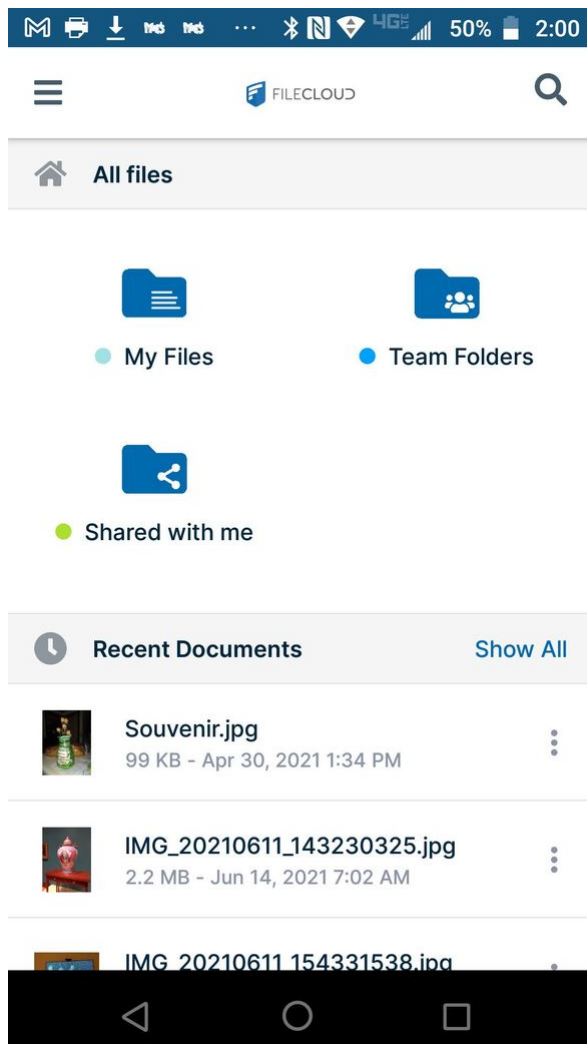 4G LTE 50% 2:00
FILECLOUD
All files
My Files
Team Folders
Shared with me
Recent Documents Show All
Souvenir.jpg
99 KB - Apr 30, 2021 1:34 PM
IMG_20210611_143230325.jpg
2.2 MB - Jun 14, 2021 7:02 AM
IMG_20210611_154331538.jpg